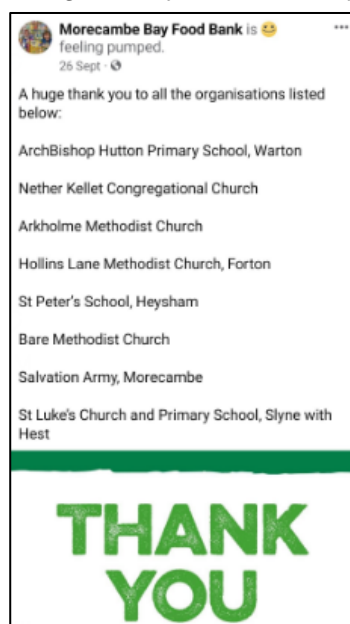 Morecambe Bay Food Bank is
feeling pumped.
26 Sept ·
A huge thank you to all the organisations listed
below:
ArchBishop Hutton Primary School, Warton
Nether Kellet Congregational Church
Arkholme Methodist Church
Hollins Lane Methodist Church, Forton
St Peter's School, Heysham
Bare Methodist Church
Salvation Army, Morecambe
St Luke's Church and Primary School, Slyne with
Hest
THANK
YOU